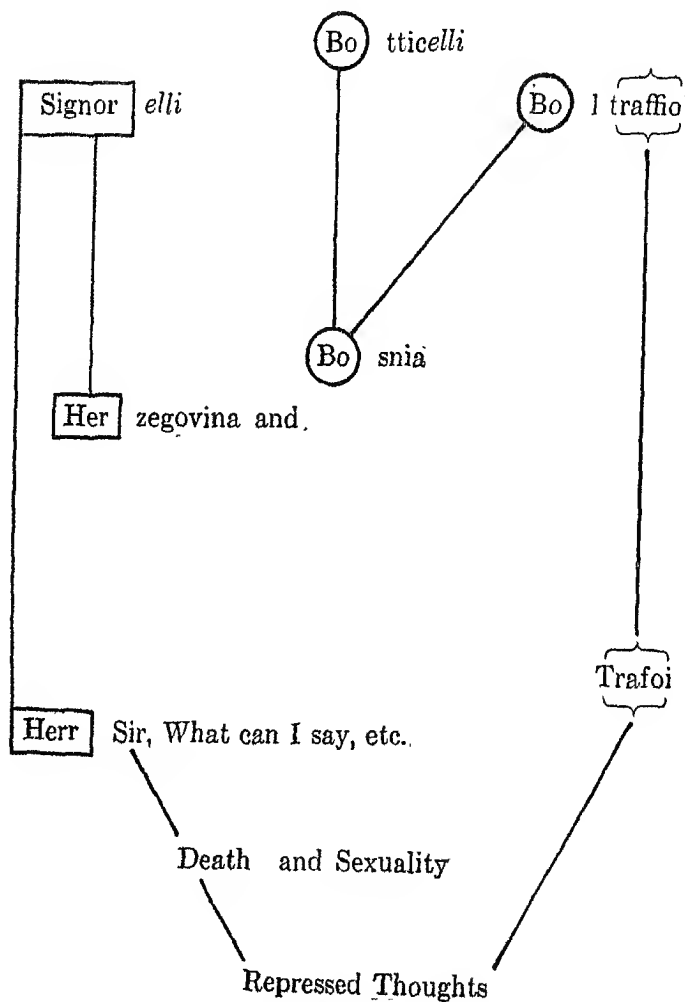 Bo tticelli
Signor elli
Bo l traffio
Bo snia
Her zegovina and
Trafoi
Herr Sir, What can I say, etc.
Death and Sexuality
Repressed Thoughts